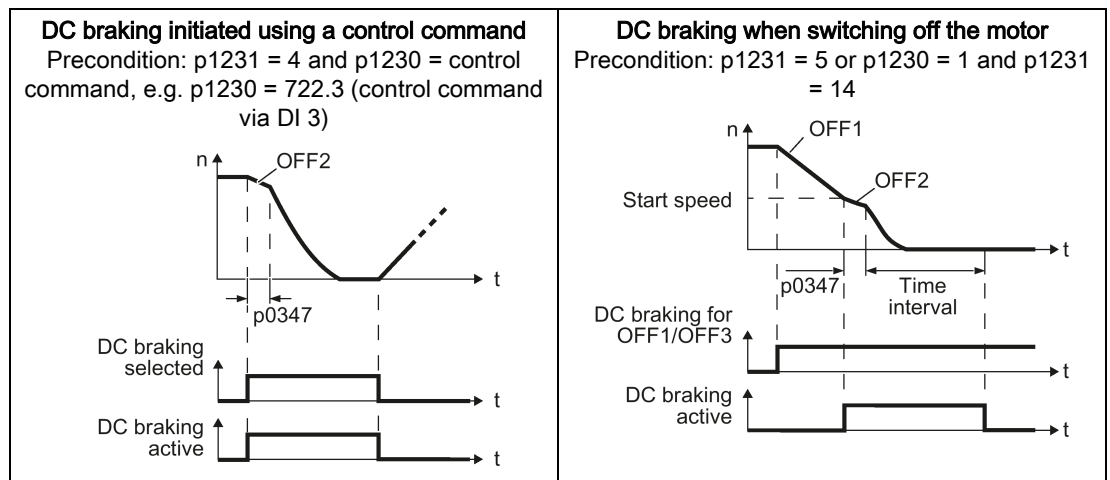 DC braking initiated using a control command
Precondition: p1231 = 4 and p1230 = control
command, e.g. p1230 = 722.3 (control command
via DI 3)
n
OFF2
t
p0347
DC braking
selected
t
DC braking
active
t
DC braking when switching off the motor
Precondition: p1231 = 5 or p1230 = 1 and p1231
= 14
n
OFF1
OFF2
Start speed
t
p0347
Time
interval
DC braking for
OFF1/OFF3
t
DC braking
active
t